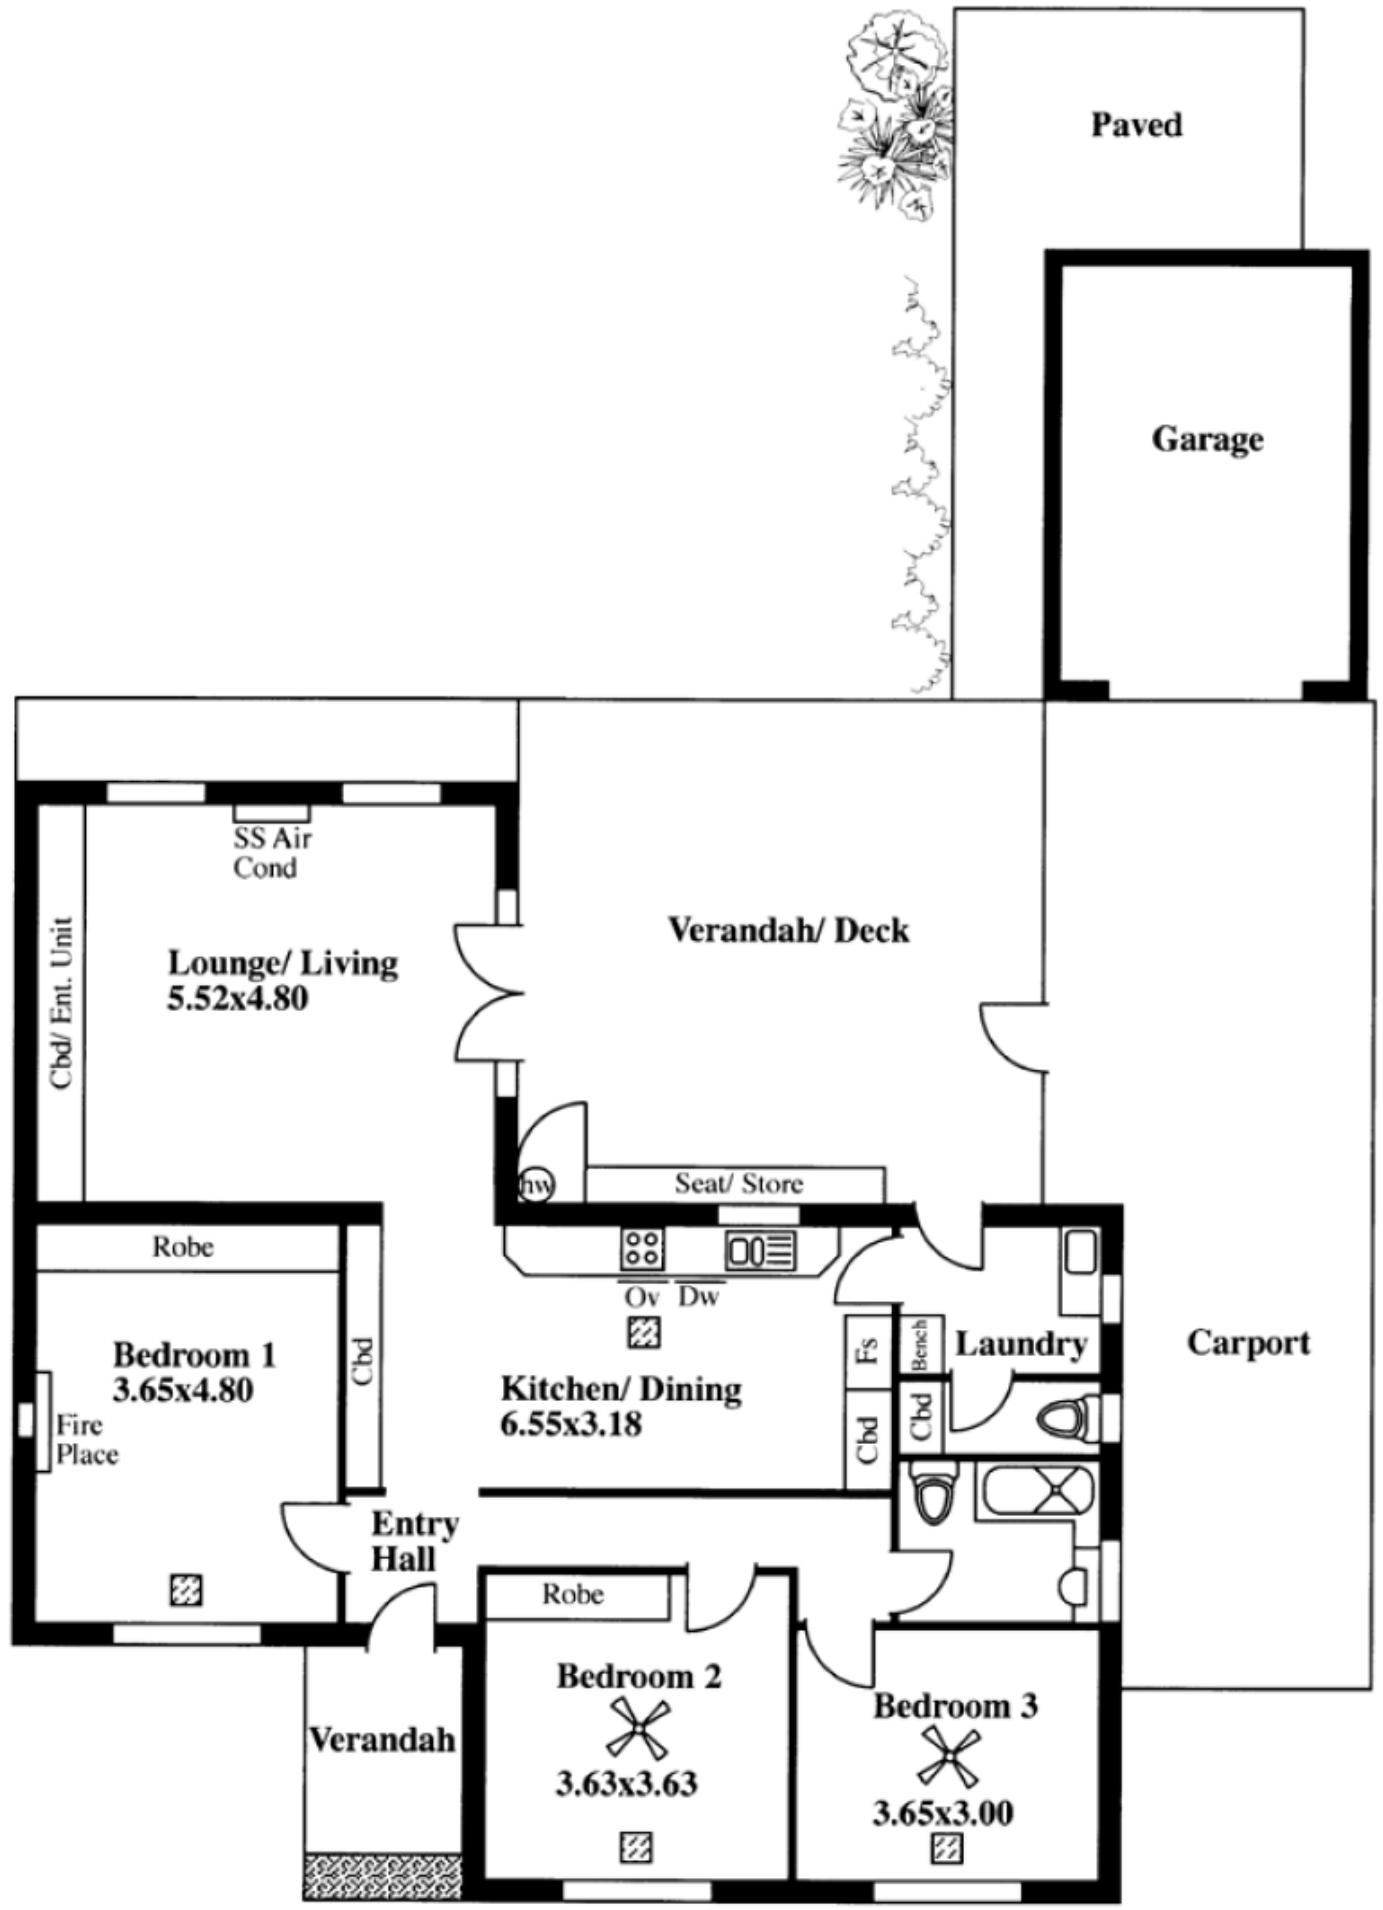 Paved
Garage
SS Air
Cond
Cbd/ Ent. Unit
Lounge/ Living
5.52x4.80
Verandah/ Deck
hw
Seat/ Store
Robe
Ov
Dw
Bedroom 1
3.65x4.80
Cbd
Fire
Place
Kitchen/ Dining
6.55x3.18
Fs
Cbd
Bench
Laundry
Cbd
Carport
Entry
Hall
Robe
Verandah
Bedroom 2
3.63x3.63
Bedroom 3
3.65x3.00